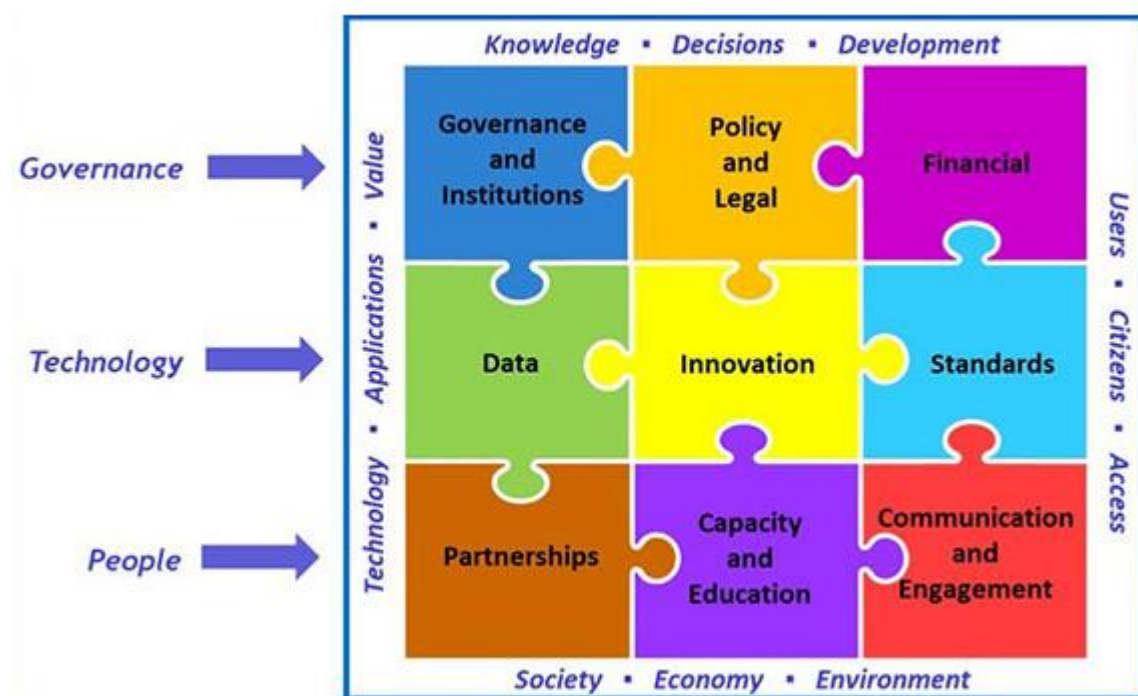 Knowledge ▪ Decisions ▪ Development
Governance
Technology
People
Technology ▪ Applications ▪ Value
Governance
and
Institutions
Policy
and
Legal
Financial
Data
Innovation
Standards
Partnerships
Capacity
and
Education
Communication
and
Engagement
Users ▪ Citizens ▪ Access
Society ▪ Economy ▪ Environment